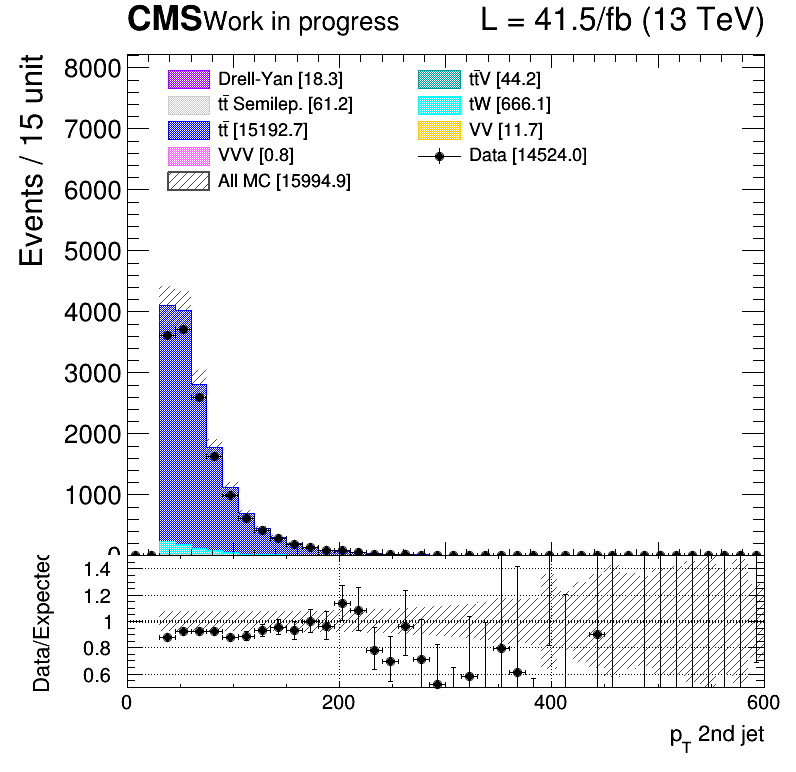 CMS Work in progress L = 41.5/fb (13 TeV)
Events / 15 unit
8000
7000
6000
5000
4000
3000
2000
1000
0
Drell-Yan [18.3]
tt̄ Semilep. [61.2]
tt̄ [15192.7]
VVV [0.8]
All MC [15994.9]
tt̄V [44.2]
tW [666.1]
VV [11.7]
Data [14524.0]
Data/Expected
1.4
1.2
1
0.8
0.6
0 200 400 600
p_T 2nd jet